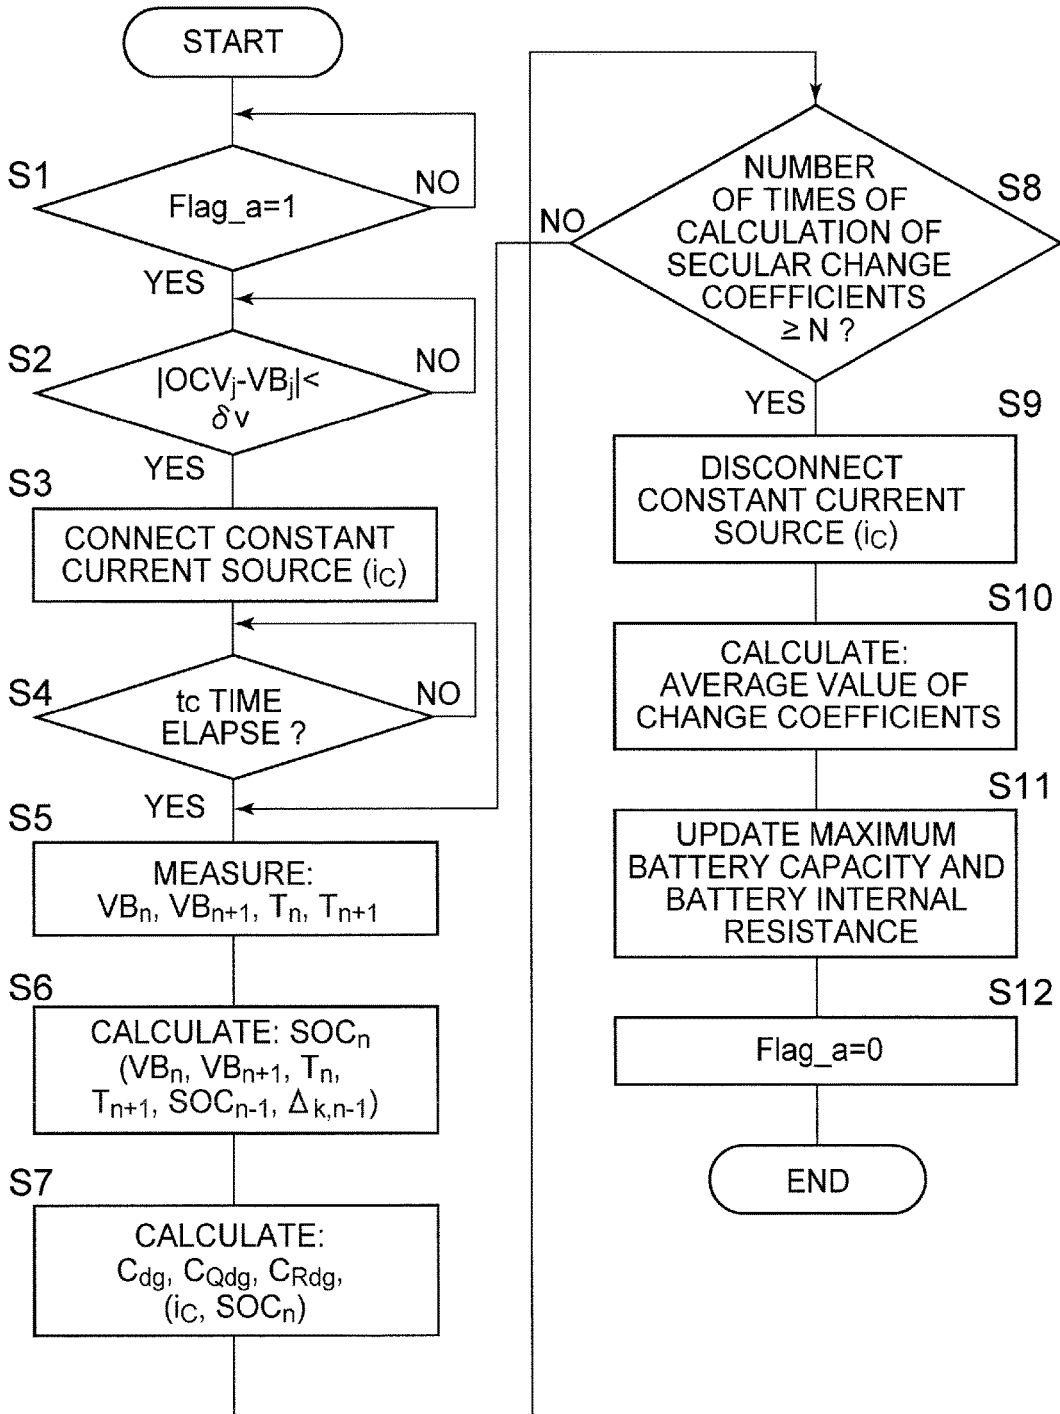 START
S1
Flag_a=1
NO
YES
S2
|OCVj-VBj|<
δv
NO
YES
S3
CONNECT CONSTANT
CURRENT SOURCE (iC)
S4
tc TIME
ELAPSE ?
NO
YES
S5
MEASURE:
VBn, VBn+1, Tn, Tn+1
S6
CALCULATE: SOCn
(VBn, VBn+1, Tn,
Tn+1, SOCn-1, Δk,n-1)
S7
CALCULATE:
Cdg, CQdg, CRdg,
(iC, SOCn)
S8
NUMBER
OF TIMES OF
CALCULATION OF
SECULAR CHANGE
COEFFICIENTS
≥ N ?
NO
YES
S9
DISCONNECT
CONSTANT CURRENT
SOURCE (iC)
S10
CALCULATE:
AVERAGE VALUE OF
CHANGE COEFFICIENTS
S11
UPDATE MAXIMUM
BATTERY CAPACITY AND
BATTERY INTERNAL
RESISTANCE
S12
Flag_a=0
END